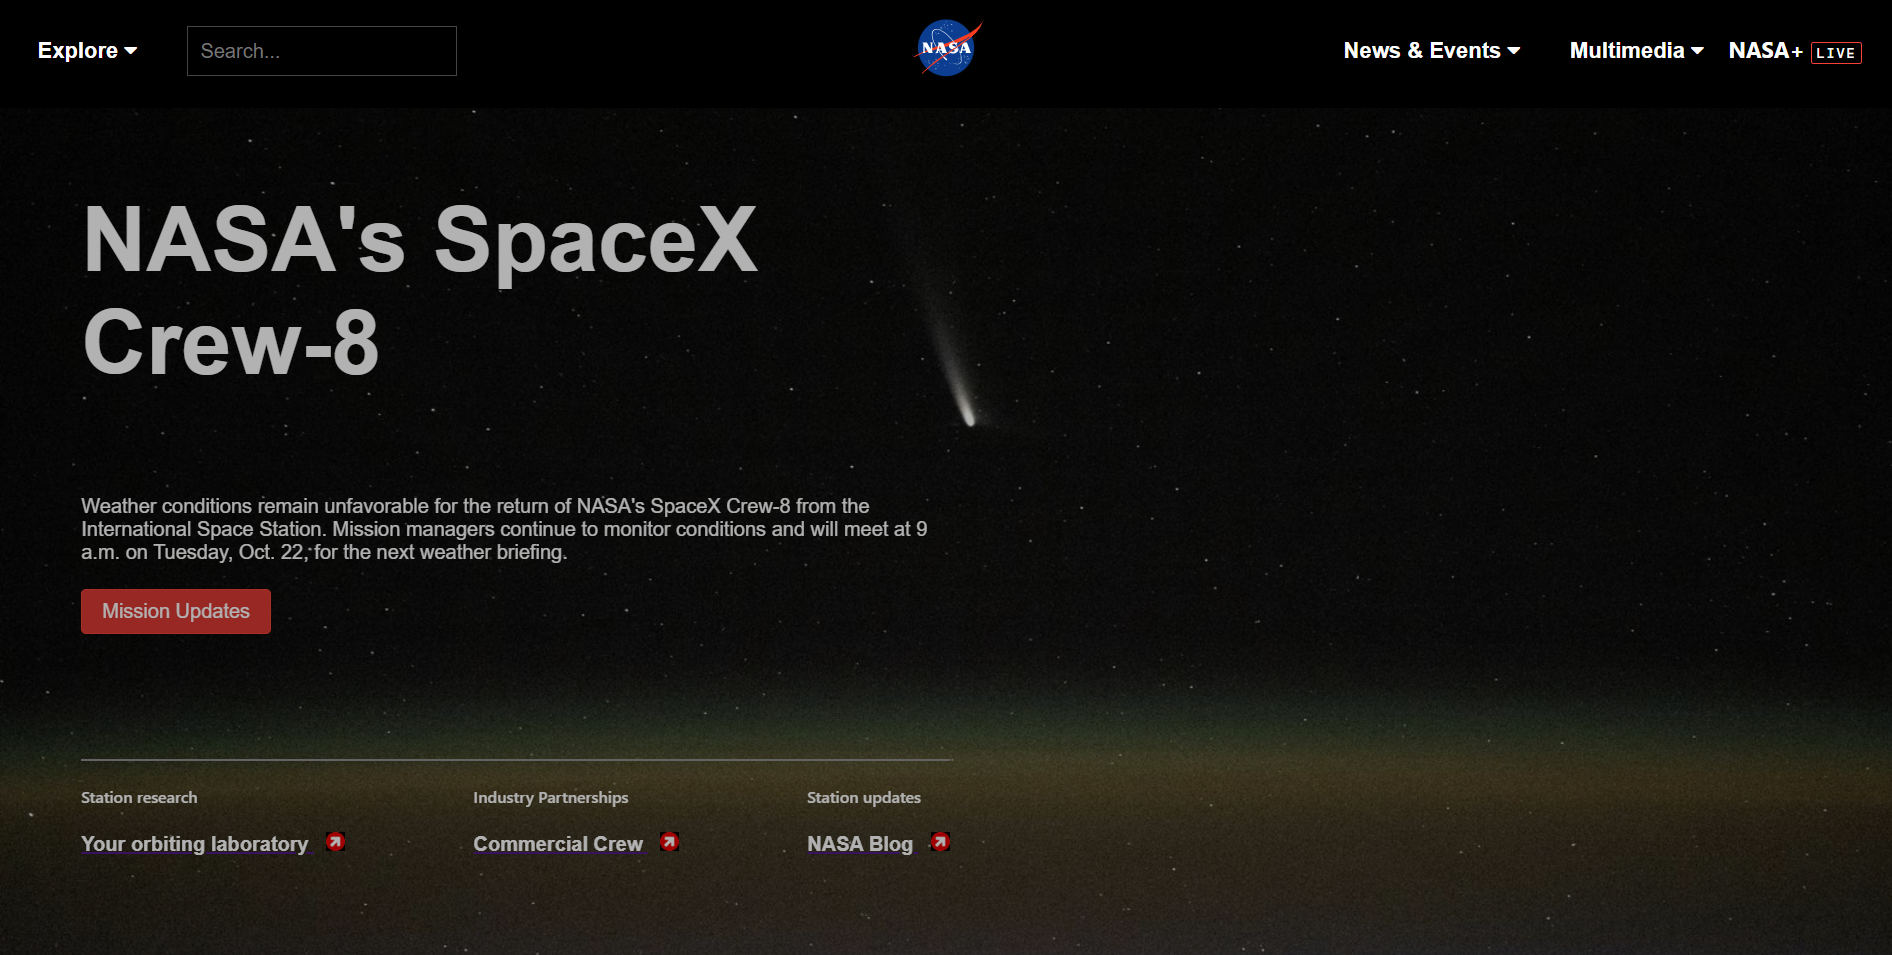 Explore
Search...
NASA
News & Events
Multimedia
NASA+ LIVE
NASA's SpaceX
Crew-8
Weather conditions remain unfavorable for the return of NASA's SpaceX Crew-8 from the
International Space Station. Mission managers continue to monitor conditions and will meet at 9
a.m. on Tuesday, Oct. 22, for the next weather briefing.
Mission Updates
Station research
Your orbiting laboratory
Industry Partnerships
Commercial Crew
Station updates
NASA Blog